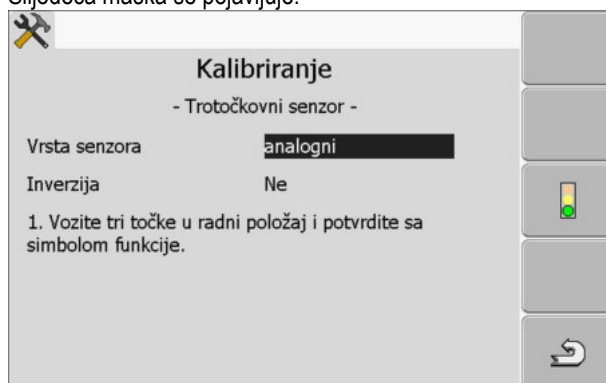 Slijedeća maska se pojavljuje:
Kalibriranje
- Trotočkovni senzor -
Vrsta senzora analogni
Inverzija Ne
1. Vozite tri točke u radni položaj i potvrdite sa
simbolom funkcije.